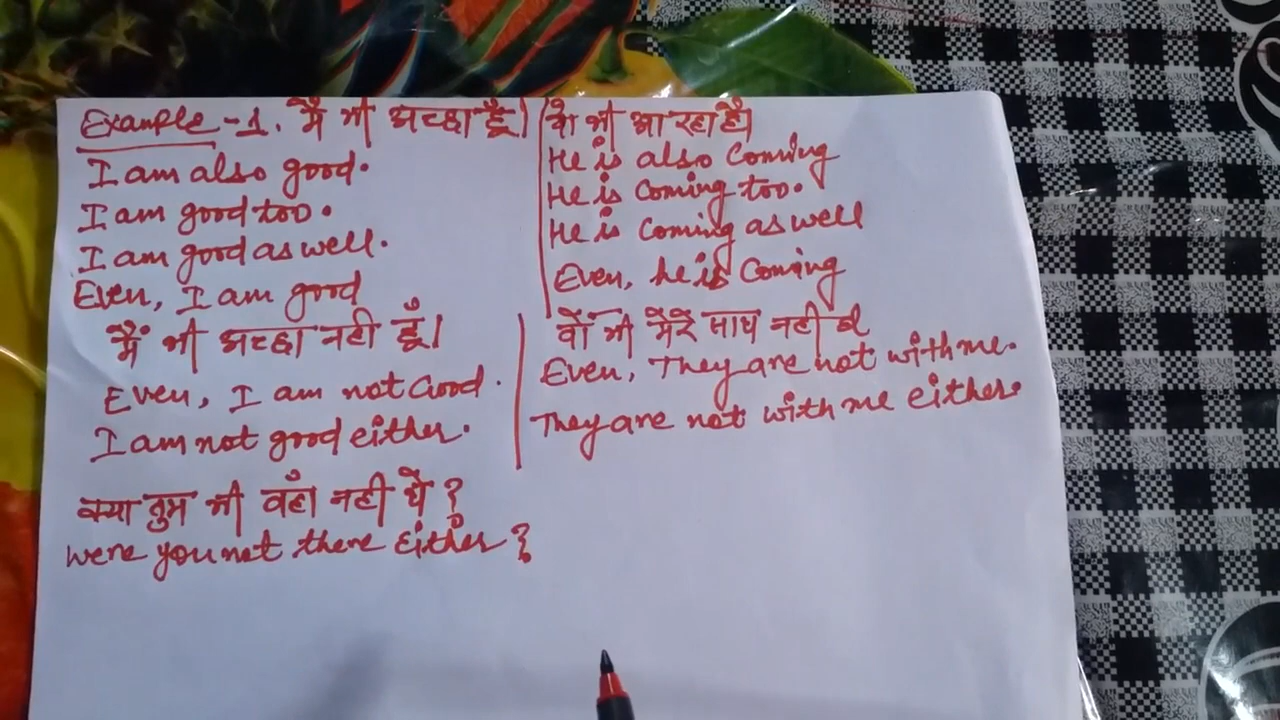 Example-1. मै भी अच्छा हूँ।
I am also good.
I am good too.
I am good as well.
Even, I am good
मैं भी अच्छा नही हूँ।
Even, I am not Good.
I am not good either.
क्या तुम भी वहाँ नही थे?
were you not there either?
वो भी आ रहा है।
He is also Coming
He is Coming too.
He is Coming as well
Even, he is Coming
वों भी मेरें साथ नही है
Even, They are not with me.
They are not with me either.